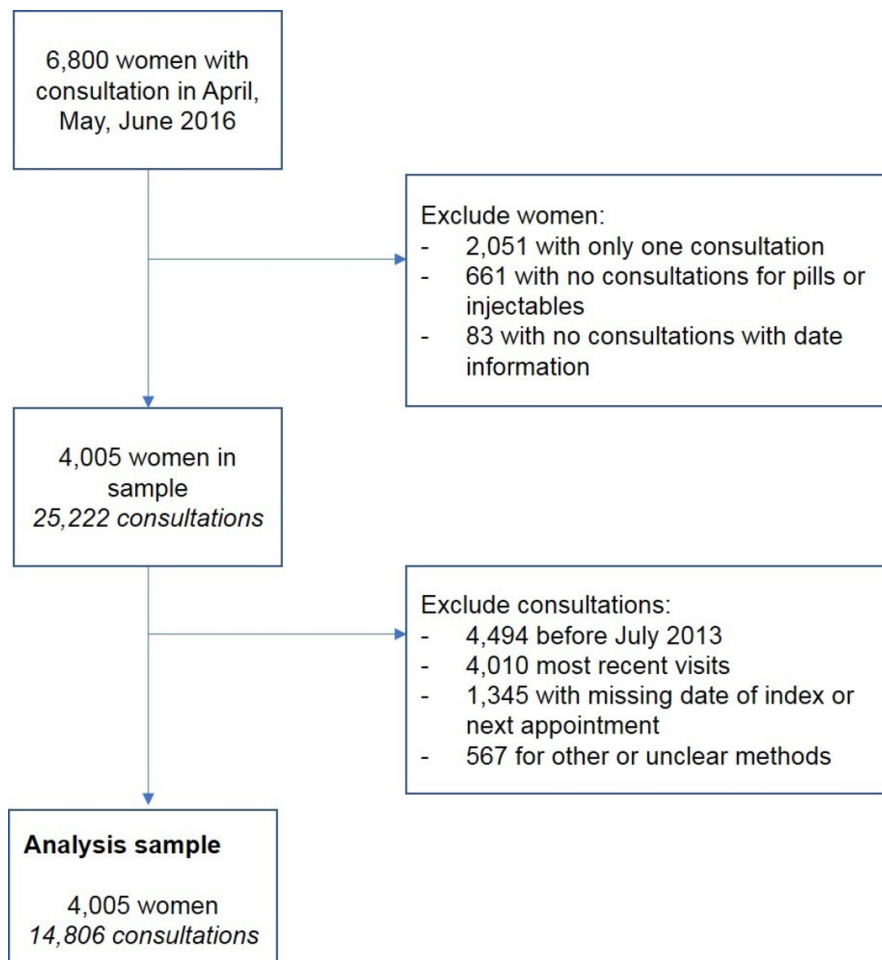 6,800 women with
consultation in April,
May, June 2016
Exclude women:
- 2,051 with only one consultation
- 661 with no consultations for pills or
injectables
- 83 with no consultations with date
information
4,005 women in
sample
25,222 consultations
Exclude consultations:
- 4,494 before July 2013
- 4,010 most recent visits
- 1,345 with missing date of index or
next appointment
- 567 for other or unclear methods
Analysis sample
4,005 women
14,806 consultations